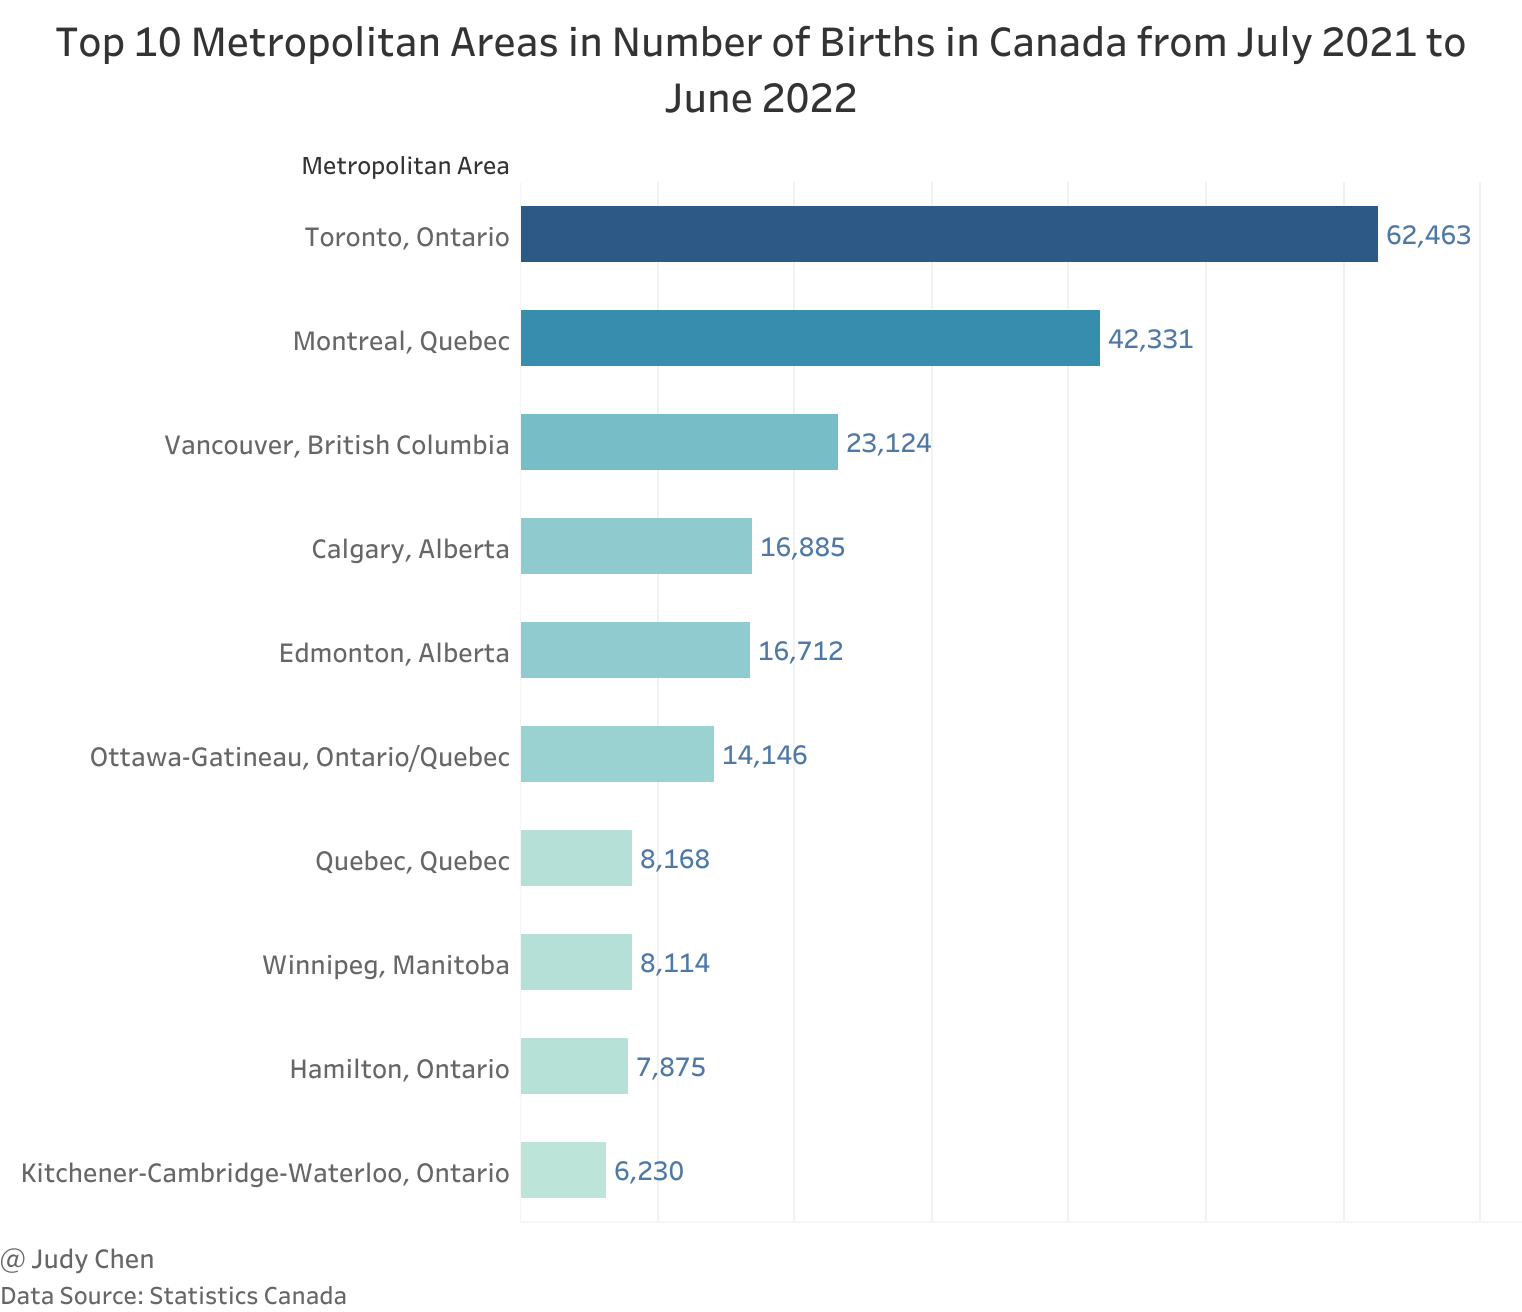 Top 10 Metropolitan Areas in Number of Births in Canada from July 2021 to
June 2022
Metropolitan Area
Toronto, Ontario 62,463
Montreal, Quebec 42,331
Vancouver, British Columbia 23,124
Calgary, Alberta 16,885
Edmonton, Alberta 16,712
Ottawa-Gatineau, Ontario/Quebec 14,146
Quebec, Quebec 8,168
Winnipeg, Manitoba 8,114
Hamilton, Ontario 7,875
Kitchener-Cambridge-Waterloo, Ontario 6,230
@ Judy Chen
Data Source: Statistics Canada